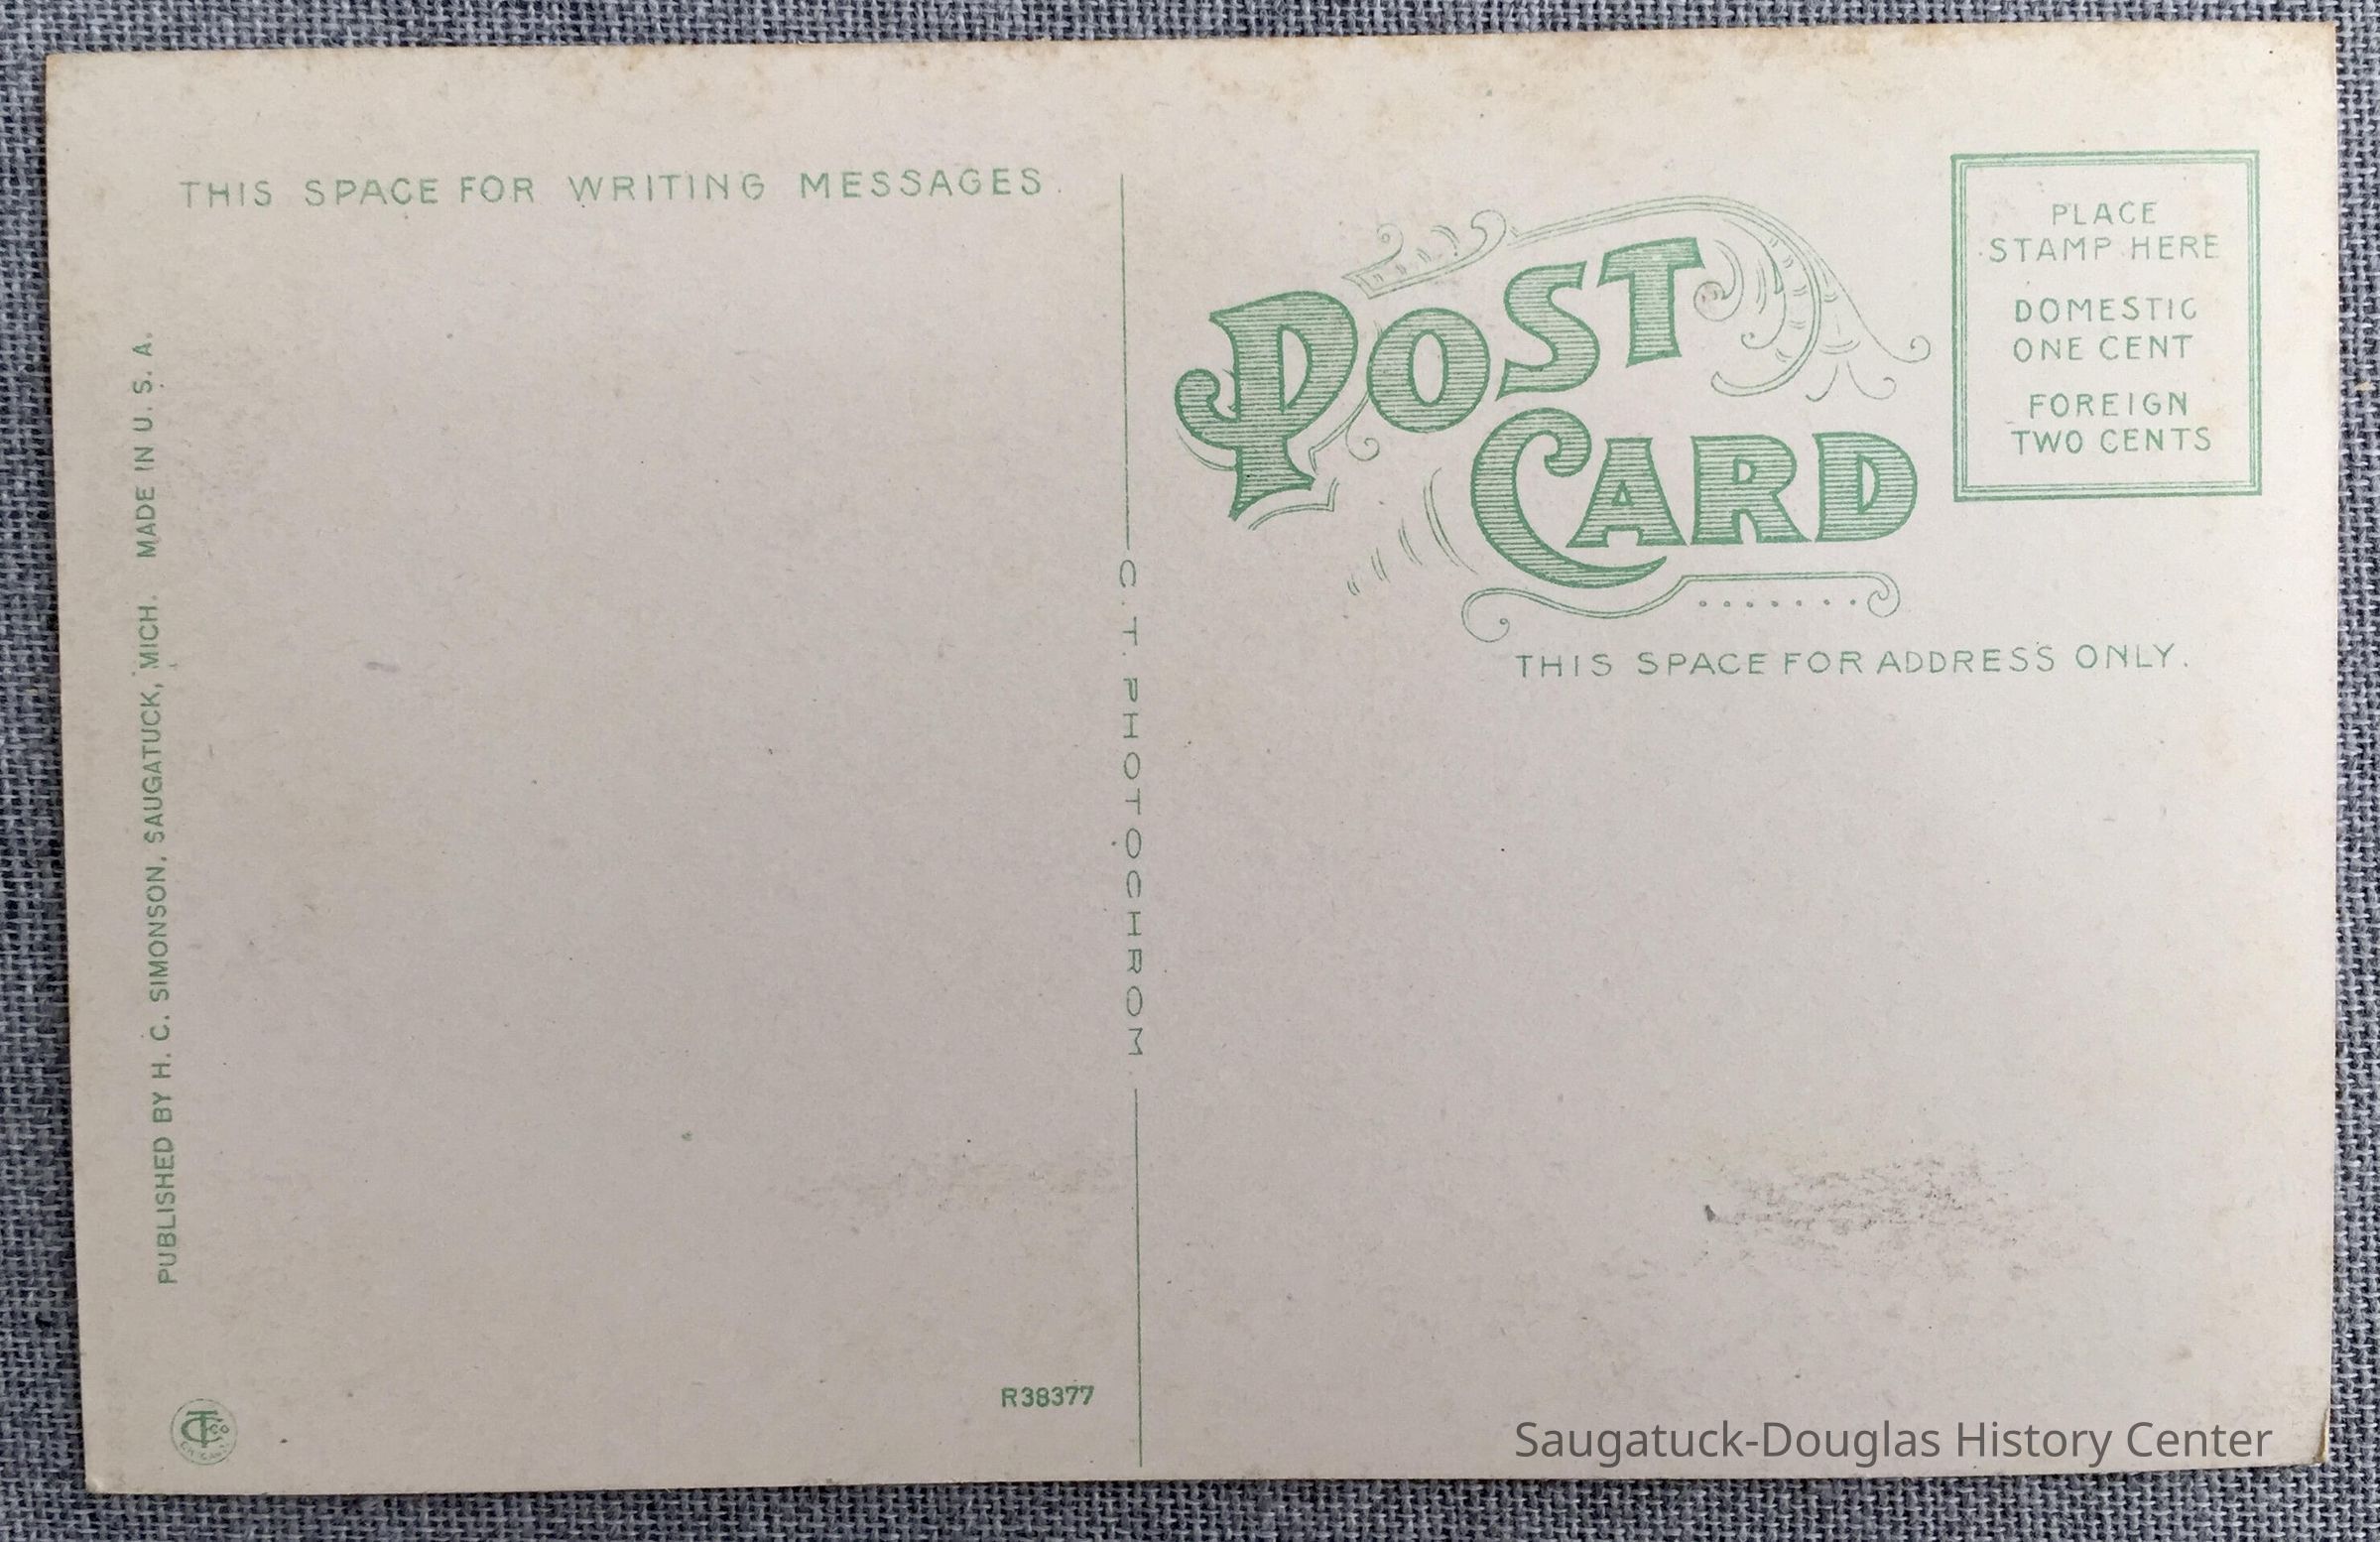 THIS SPACE FOR WRITING MESSAGES.
POST
CARD
PLACE
STAMP HERE
DOMESTIC
ONE CENT
FOREIGN
TWO CENTS
THIS SPACE FOR ADDRESS ONLY.
C. T. PHOTOCHROM
PUBLISHED BY H. C. SIMONSON, SAUGATUCK, MICH. MADE IN U. S. A.
R38377
Saugatuck-Douglas History Center